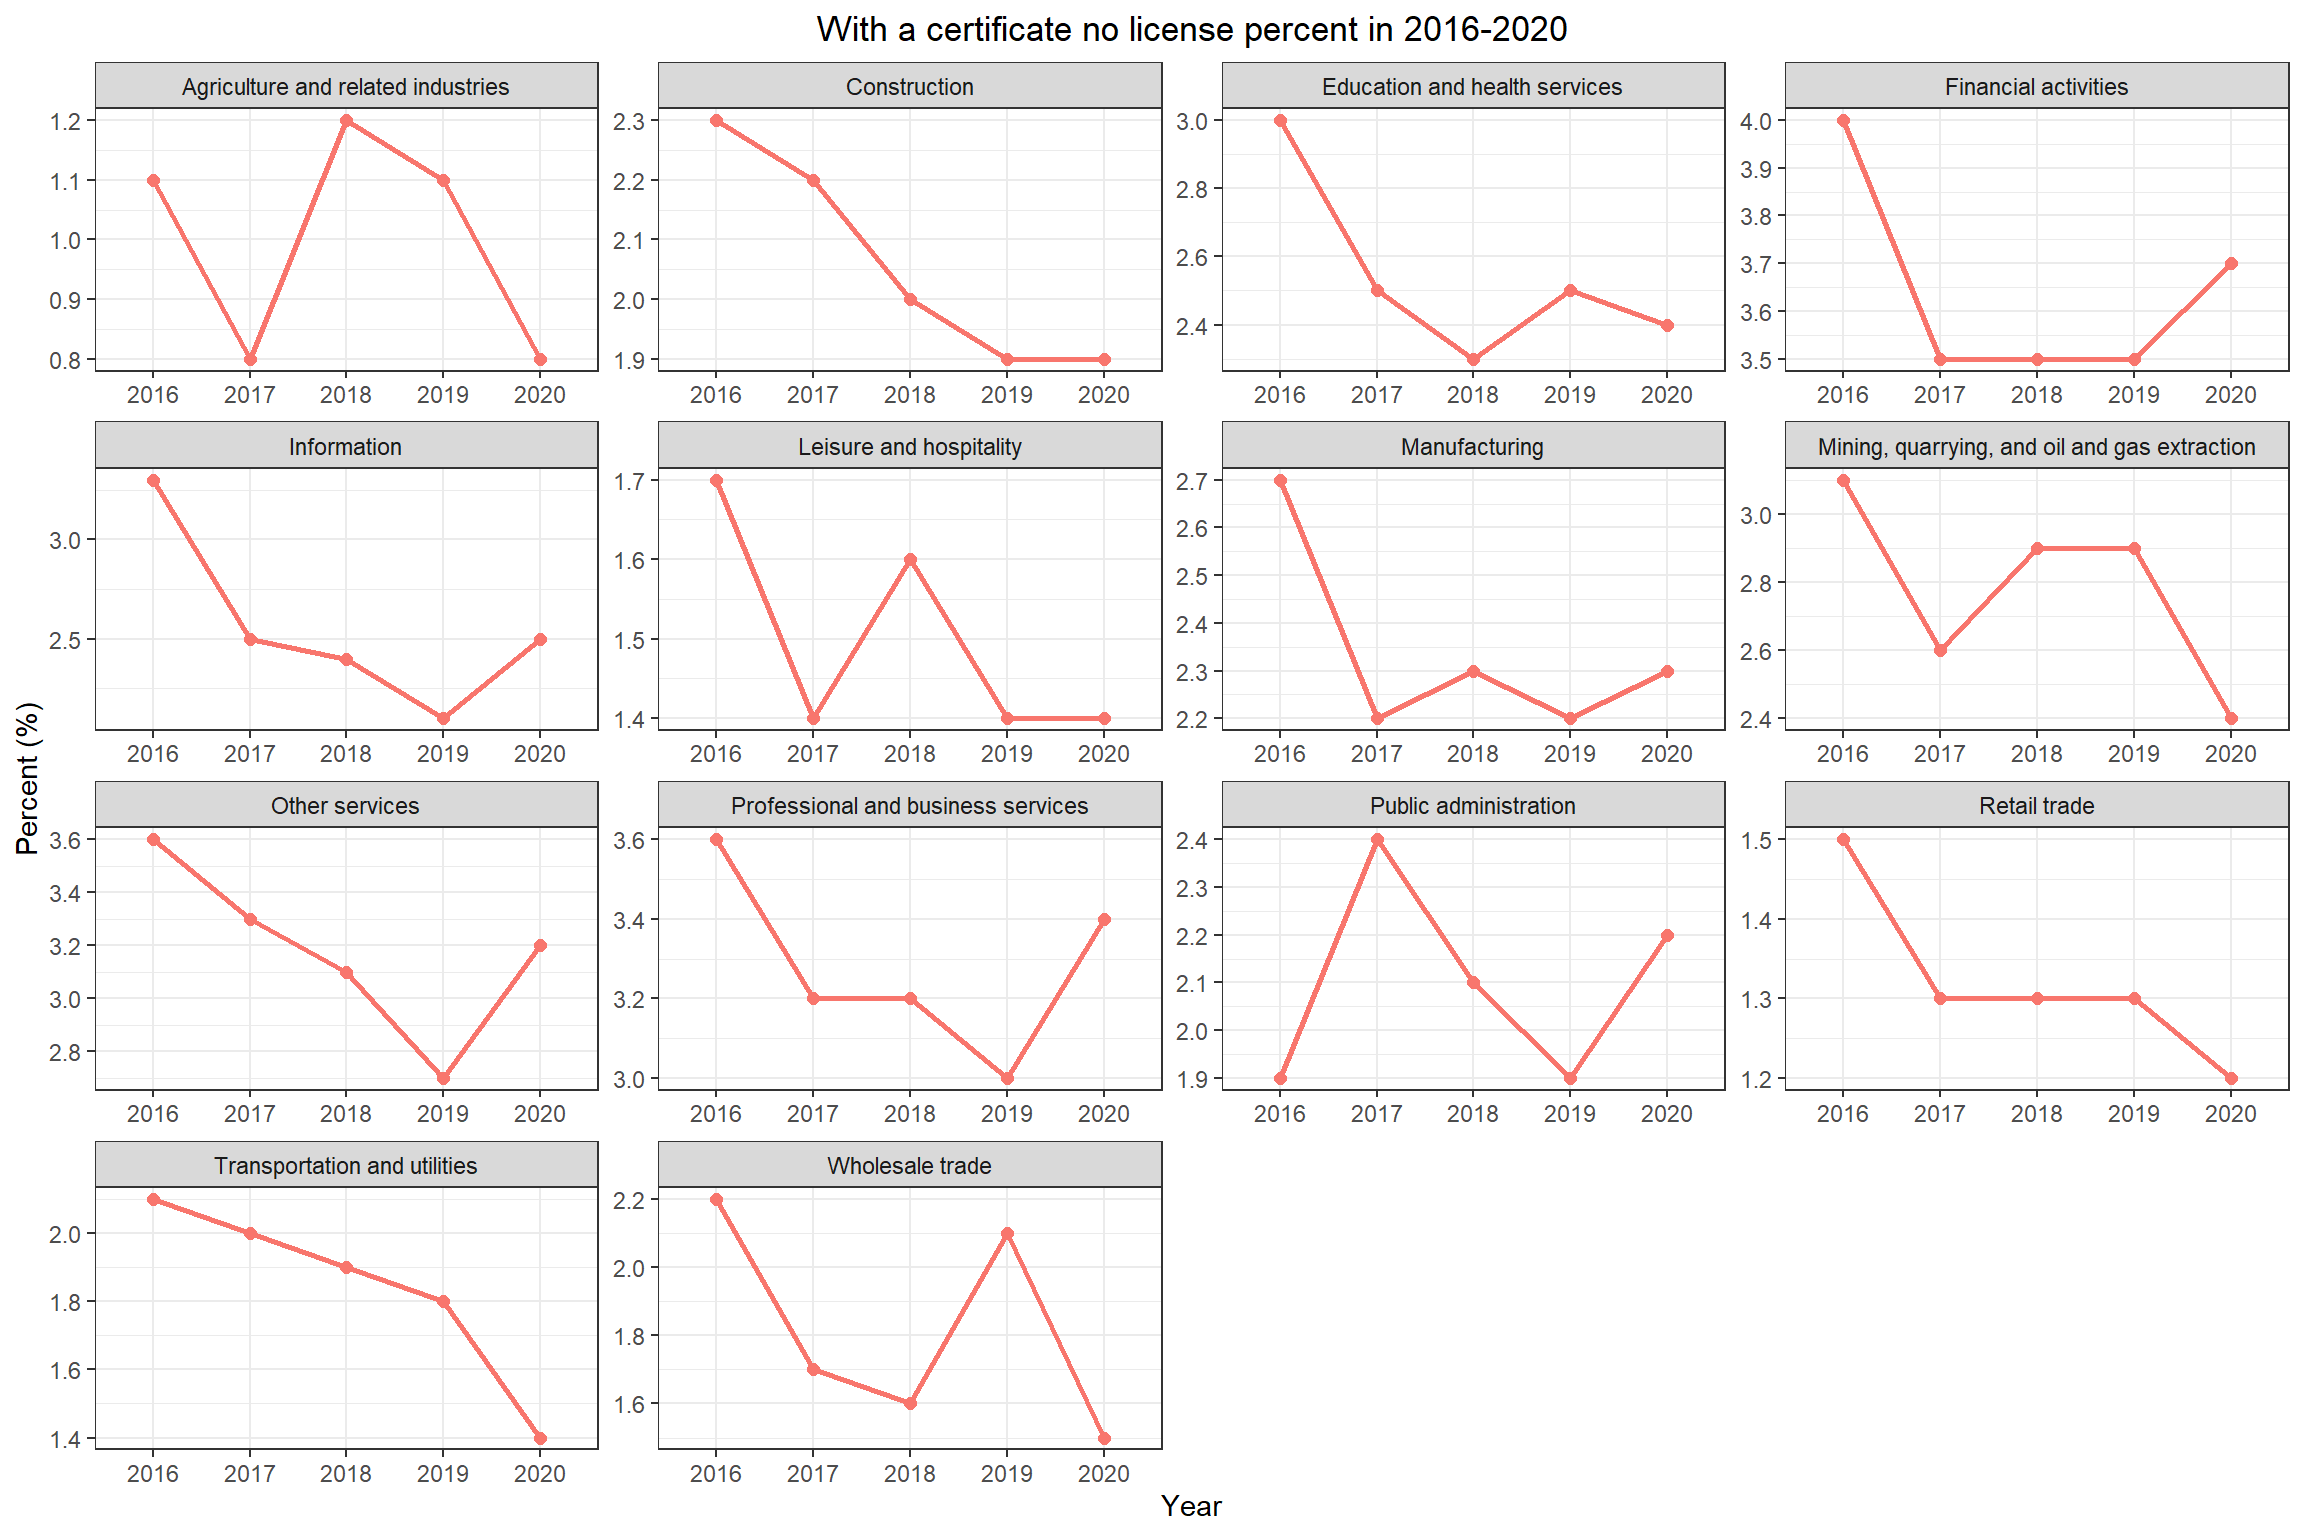 With a certificate no license percent in 2016-2020
Agriculture and related industries
Construction
Education and health services
Financial activities
1.2
1.1
1.0
0.9
0.8
2.3
2.2
2.1
2.0
1.9
3.0
2.8
2.6
2.4
4.0
3.9
3.8
3.7
3.6
3.5
2016 2017 2018 2019 2020
2016 2017 2018 2019 2020
2016 2017 2018 2019 2020
2016 2017 2018 2019 2020
Information
Leisure and hospitality
Manufacturing
Mining, quarrying, and oil and gas extraction
3.0
2.5
1.7
1.6
1.5
1.4
2.7
2.6
2.5
2.4
2.3
2.2
3.0
2.8
2.6
2.4
2016 2017 2018 2019 2020
2016 2017 2018 2019 2020
2016 2017 2018 2019 2020
2016 2017 2018 2019 2020
Percent (%)
Other services
Professional and business services
Public administration
Retail trade
3.6
3.4
3.2
3.0
2.8
3.6
3.4
3.2
3.0
2.4
2.3
2.2
2.1
2.0
1.9
1.5
1.4
1.3
1.2
2016 2017 2018 2019 2020
2016 2017 2018 2019 2020
2016 2017 2018 2019 2020
2016 2017 2018 2019 2020
Transportation and utilities
Wholesale trade
2.0
1.8
1.6
1.4
2.2
2.0
1.8
1.6
2016 2017 2018 2019 2020
2016 2017 2018 2019 2020
Year